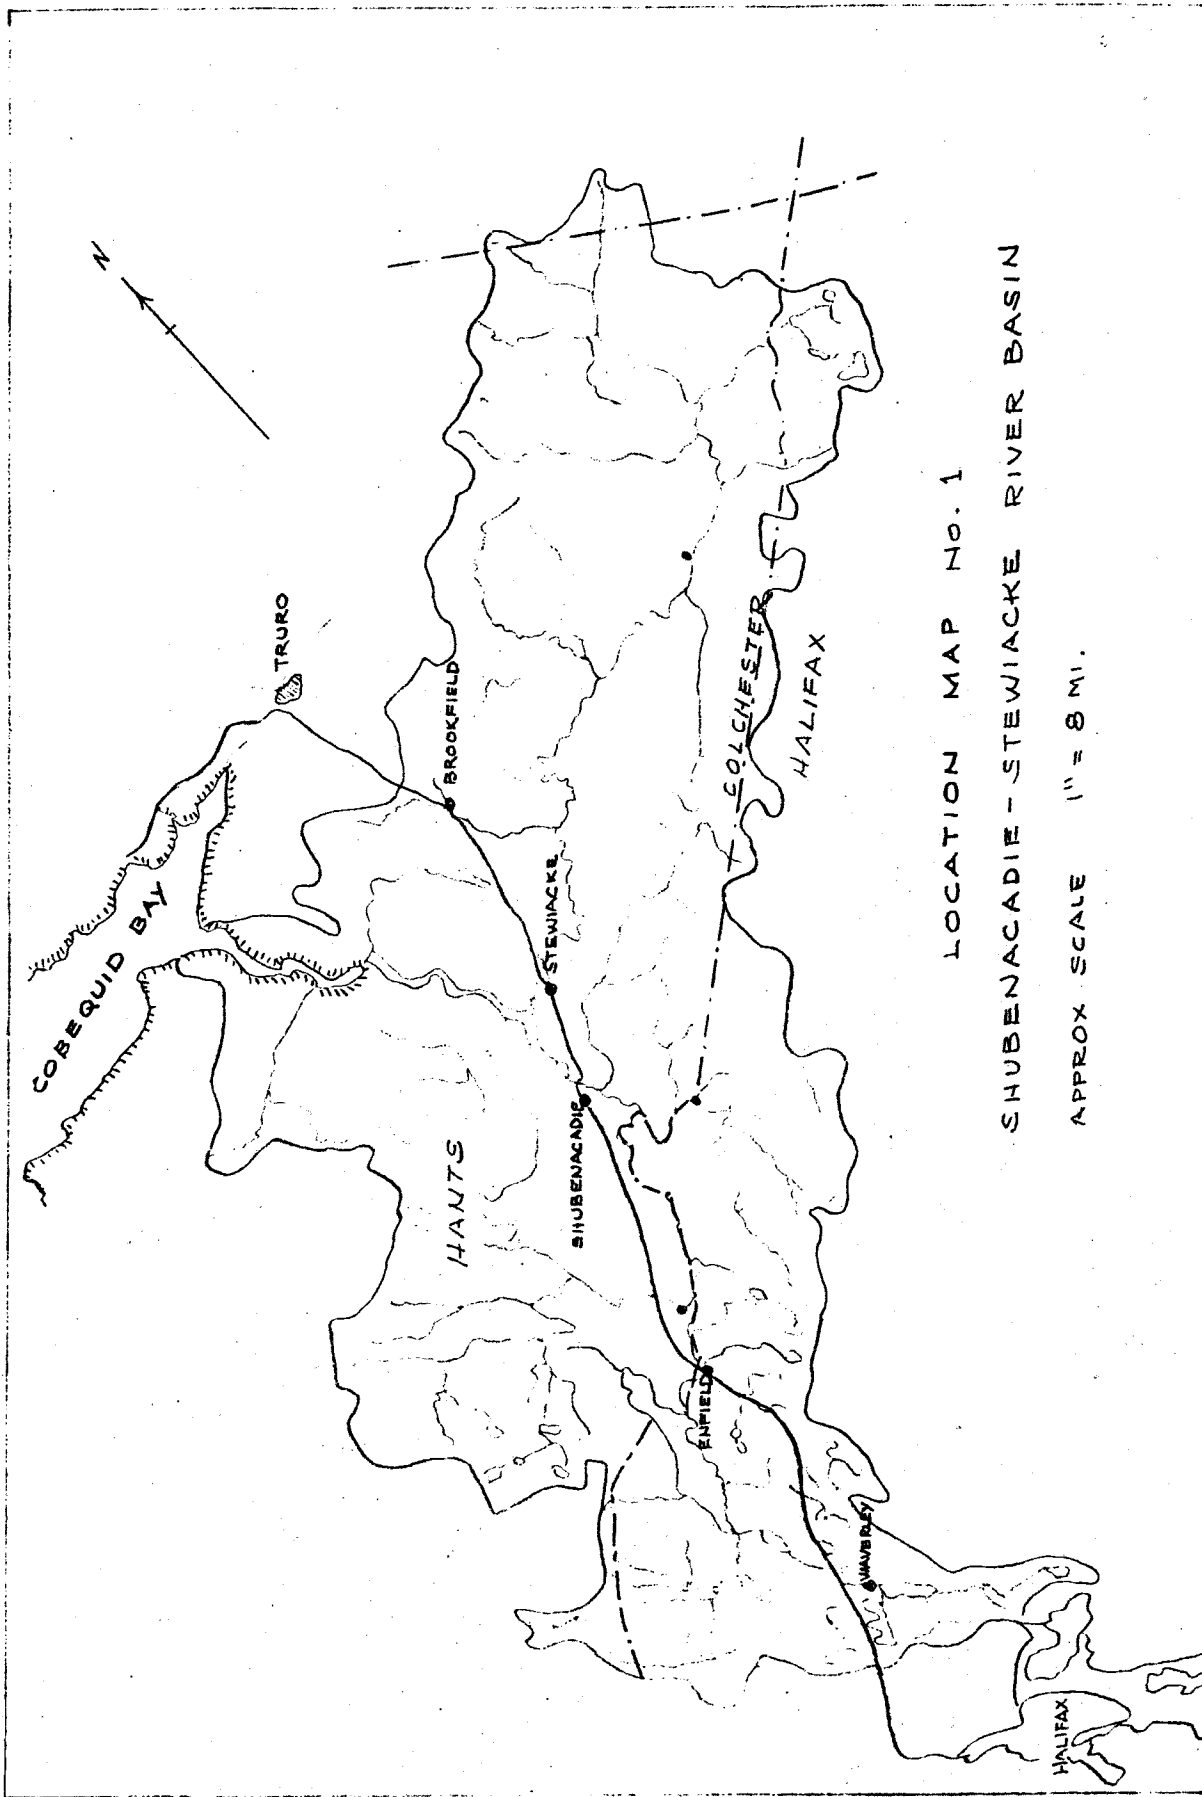 N
COBEQUID BAY
TRURO
BROOKFIELD
STEWIACKE
SHUBENACADIE
HANTS
COLCHESTER
HALIFAX
ENFIELD
WAVERLEY
HALIFAX
LOCATION MAP No. 1
SHUBENACADIE - STEWIACKE RIVER BASIN
APPROX SCALE 1" = 8 MI.